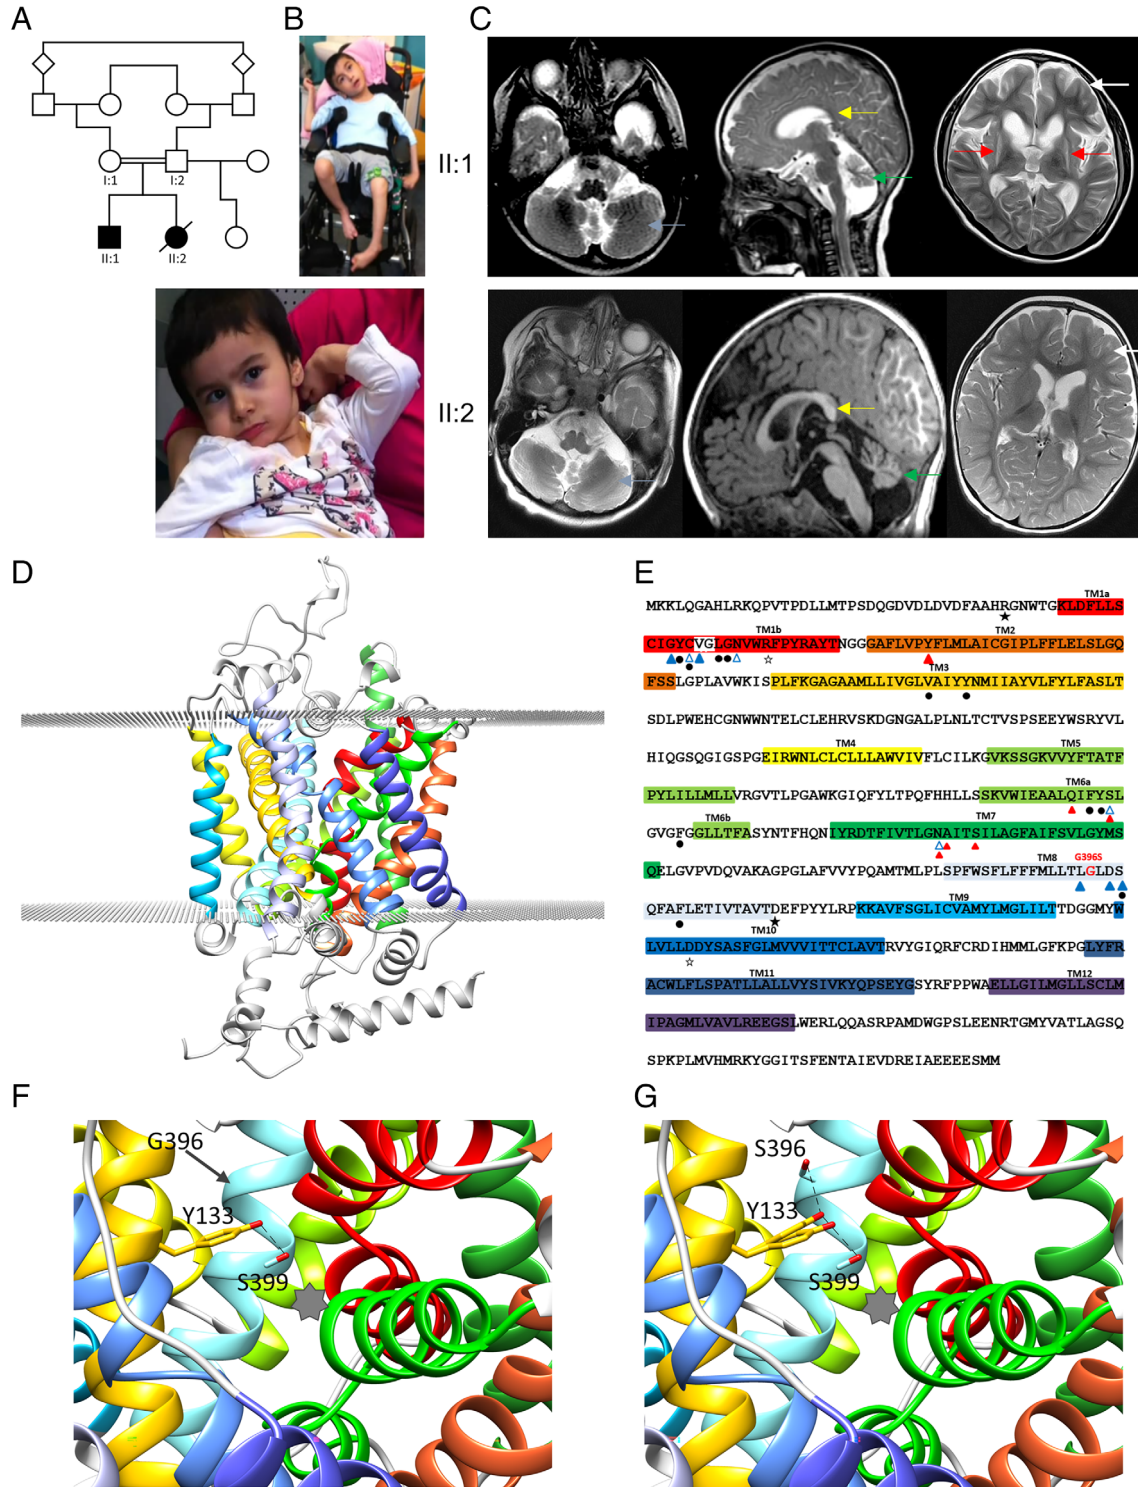 A
B
C
I:1
I:2
II:1
II:2
II:1
II:2
D
E
TM1a
MKKLQGAHLRKQPVTPDLLMTPSDQGDVDLDVDFAAHRGNWTGKLDFLLS
TM1b
TM2
CIGYCVGLGNVWRFPYRAYTNGGGAFLVPYFLMLAICGIPLFFLELSLGQ
TM3
FSSLGPLAVWKISPLFKGAGAAMLLIVGLVAIYYNMIIAYVLFYLFASLT
SDLPWEHCGNWWNTELCLEHRVSKDGNGALPLNLTCTVSPSEEYWSRYVL
TM4
TM5
HIQGSQGIGSPGEIRWNLCLCLLLAWVIVFLCILKGVKSSGKVVYFTATF
TM6a
PYLILLMLLVRGVTLPGAWKGIQFYLTPQFHHLLSSKVWIEAALQIFYSL
TM6b
TM7
GVGFGGLLTFASYNTFHQNIYRDTFIVTLGNAITSILAGFAIFSVLGYMS
TM8
G396S
QELGVPVDQVAKAGPGLAFVVYPQAMTMLPLSPFWSFLFFFMLLTLGLDS
TM9
QFAFLETIVTAVTDEFPYYLRPKKAVFSGLICVAMYLMGLILTTDGGMYW
TM10
LVLLDDYSASFGLMVVVITTCLAVTRVYGIQRFCRDIHMMLGFKPGLYFR
TM11
TM12
ACWLFLSPATLLALLVYSIVKYQPSEYGSYRFPPWAELLGILMGLLSCLM
IPAGMLVAVLREEGSLWERLQQASRPAMDWGPSLEENRTGMYVATLAGSQ
SPKPLMVHMRKYGGITSFENTAIEVDREIAEEEESMM
F
G
G396
Y133
S399
S396
Y133
S399